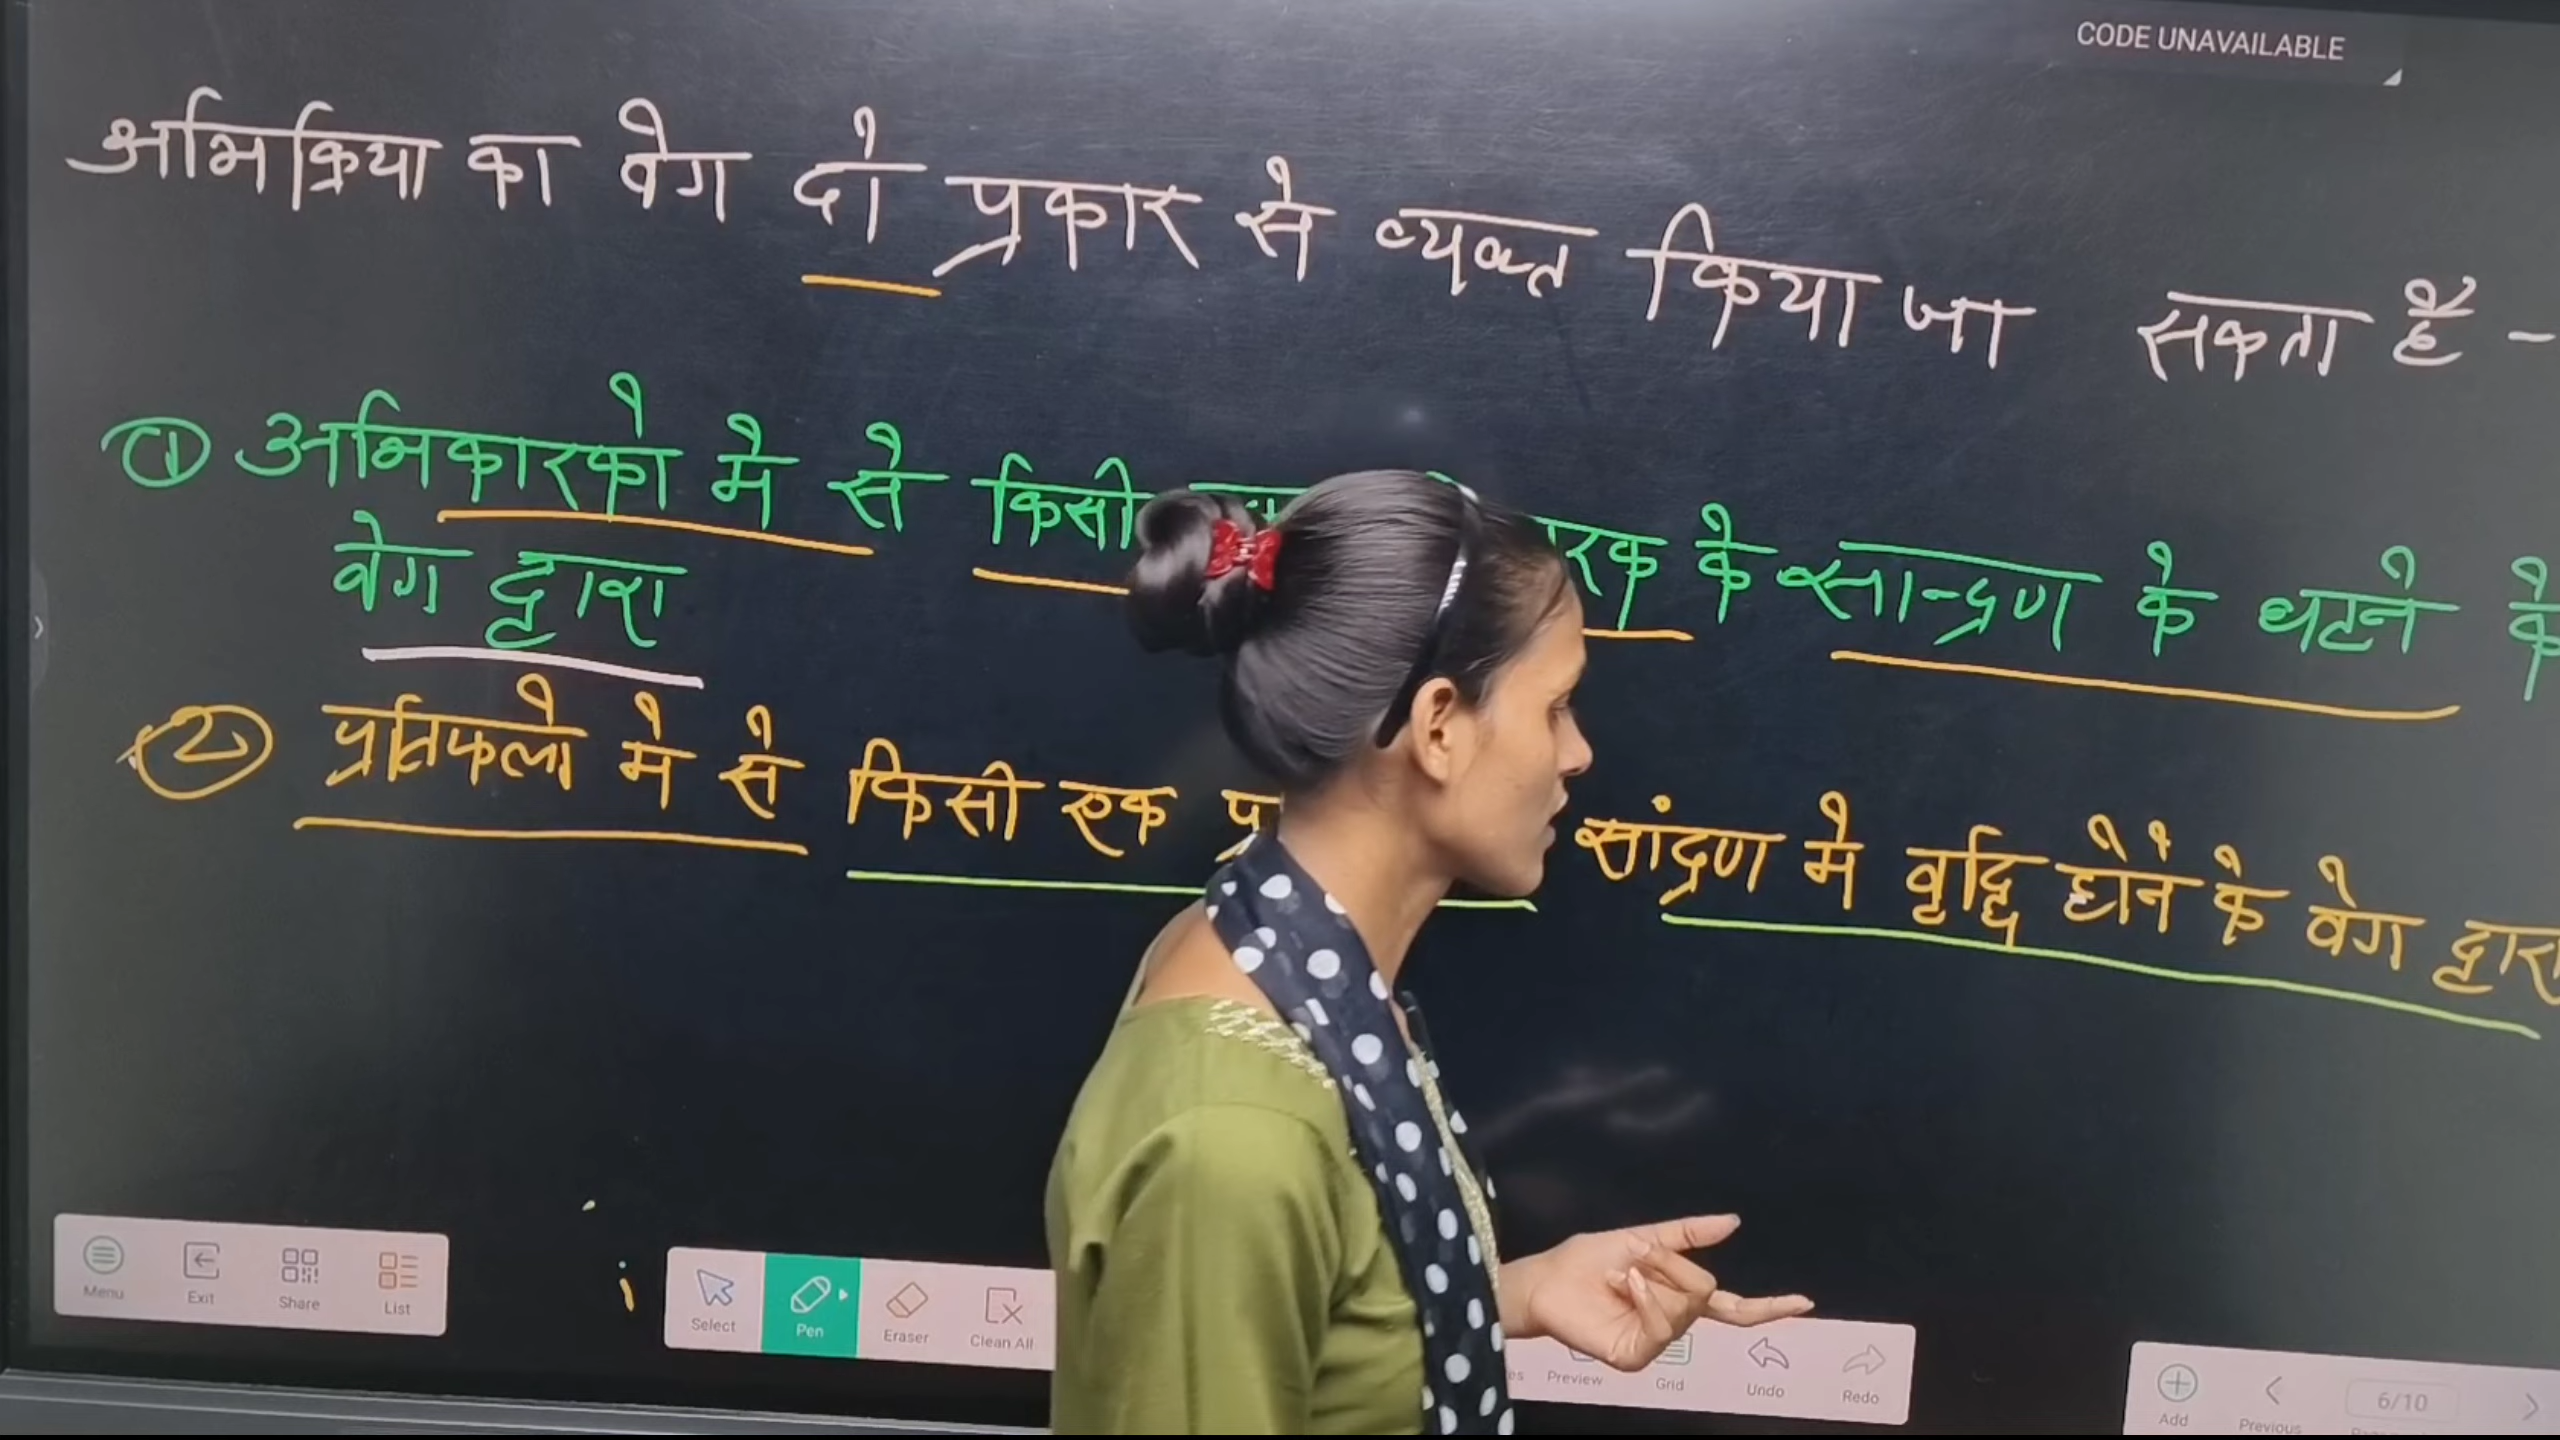 CODE UNAVAILABLE
अभिक्रिया का वेग दो प्रकार से व्यक्त किया जा सकता हैं -
① अभिकारको मे से किसी रक के सान्द्रण के घटने के
वेग द्वारा
② प्रतिफलो मे से किसी एक प्र सांद्रण मे वृद्धि होने के वेग द्वारा
Menu Exit Share List Select Pen Eraser Clean All Preview Grid Undo Redo Add Previous 6/10